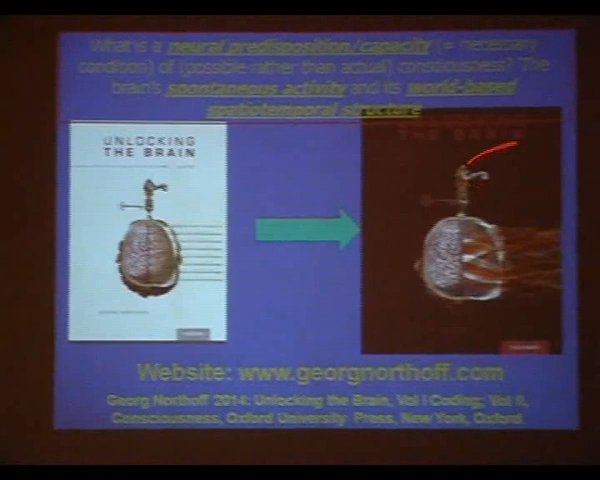 What is a neural predisposition/capacity (= necessary
condition) of (possible rather than actual) consciousness? The
brain's spontaneous activity and its world-based
spatiotemporal structure
UNLOCKING
THE BRAIN
THE BRAIN
Website: www.georgnorthoff.com
Georg Northoff 2014: Unlocking the Brain, Vol I Coding; Vol II,
Consciousness, Oxford University Press, New York, Oxford